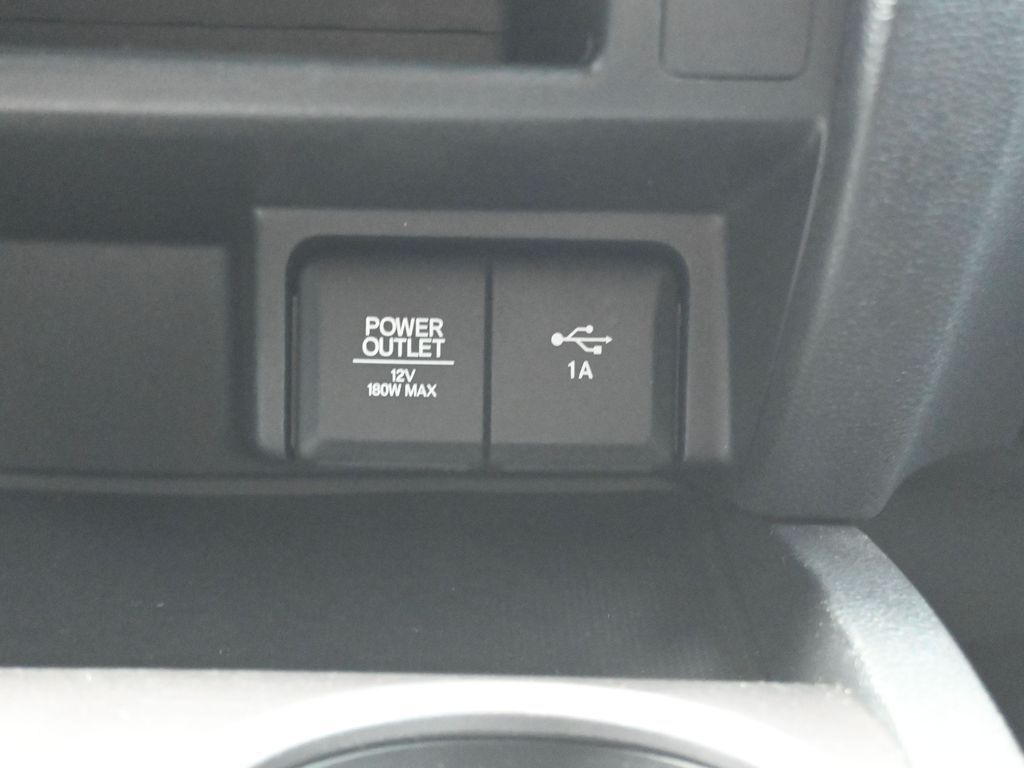 POWER
OUTLET
12V
180W MAX
1A